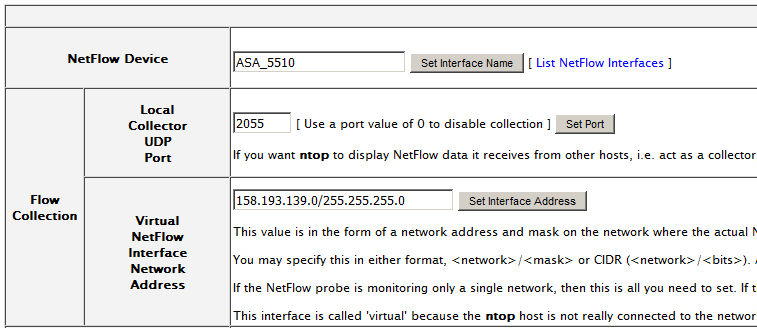 NetFlow Device
ASA_5510 Set Interface Name [ List NetFlow Interfaces ]
Flow
Collection
Local
Collector
UDP
Port
2055 [ Use a port value of 0 to disable collection ] Set Port
If you want ntop to display NetFlow data it receives from other hosts, i.e. act as a collector
Virtual
NetFlow
Interface
Network
Address
158.193.139.0/255.255.255.0 Set Interface Address
This value is in the form of a network address and mask on the network where the actual
You may specify this in either format, <network>/<mask> or CIDR (<network>/<bits>).
If the NetFlow probe is monitoring only a single network, then this is all you need to set. If
This interface is called 'virtual' because the ntop host is not really connected to the